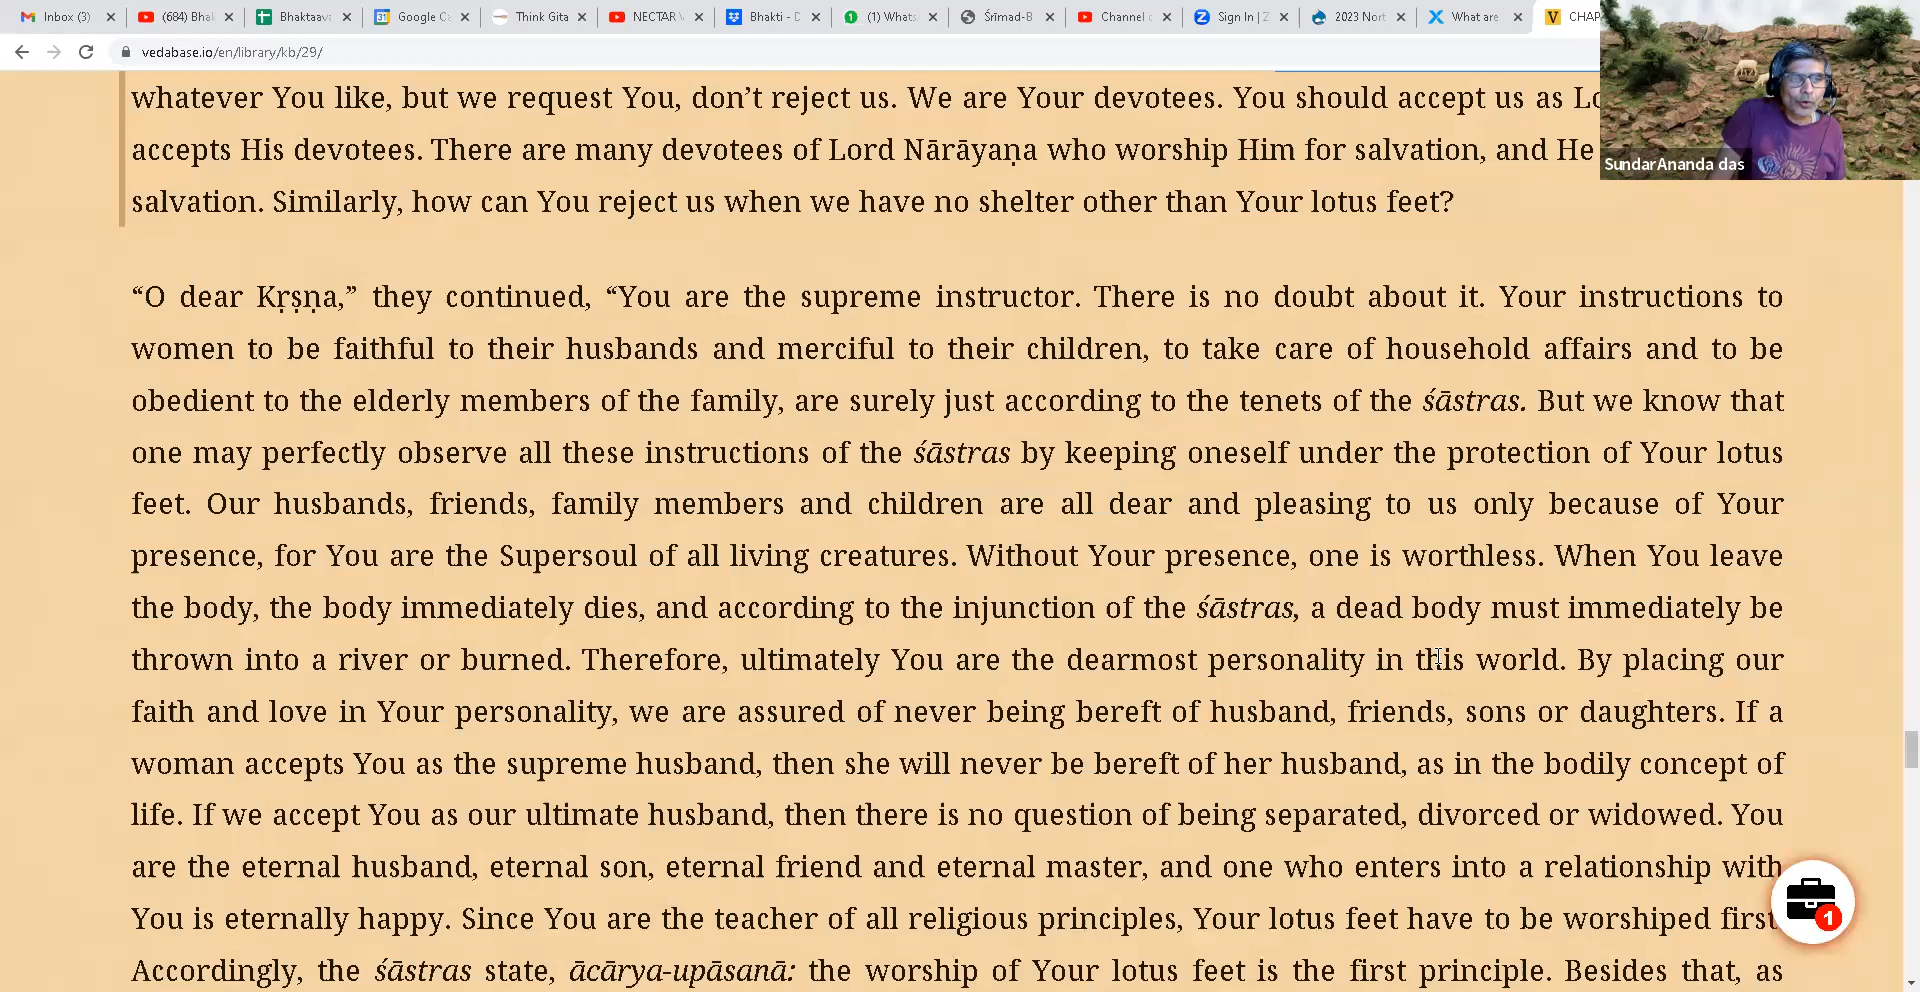 Inbox (3)
(684) Bhak
Bhaktaav
Google C
Think Gita
NECTAR
Bhakti - D
(1) Whats
Śrīmad-B
Channel
Sign In | Z
2023 Nort
What are
CHAP
vedabase.io/en/library/kb/29/
SundarAnanda das
whatever You like, but we request You, don’t reject us. We are Your devotees. You should accept us as
accepts His devotees. There are many devotees of Lord Nārāyaṇa who worship Him for salvation, and He
salvation. Similarly, how can You reject us when we have no shelter other than Your lotus feet?
“O dear Kṛṣṇa,” they continued, “You are the supreme instructor. There is no doubt about it. Your instructions to
women to be faithful to their husbands and merciful to their children, to take care of household affairs and to be
obedient to the elderly members of the family, are surely just according to the tenets of the śāstras. But we know that
one may perfectly observe all these instructions of the śāstras by keeping oneself under the protection of Your lotus
feet. Our husbands, friends, family members and children are all dear and pleasing to us only because of Your
presence, for You are the Supersoul of all living creatures. Without Your presence, one is worthless. When You leave
the body, the body immediately dies, and according to the injunction of the śāstras, a dead body must immediately be
thrown into a river or burned. Therefore, ultimately You are the dearmost personality in this world. By placing our
faith and love in Your personality, we are assured of never being bereft of husband, friends, sons or daughters. If a
woman accepts You as the supreme husband, then she will never be bereft of her husband, as in the bodily concept of
life. If we accept You as our ultimate husband, then there is no question of being separated, divorced or widowed. You
are the eternal husband, eternal son, eternal friend and eternal master, and one who enters into a relationship with
You is eternally happy. Since You are the teacher of all religious principles, Your lotus feet have to be worshiped first.
Accordingly, the śāstras state, ācārya-upāsanā: the worship of Your lotus feet is the first principle. Besides that, as
1